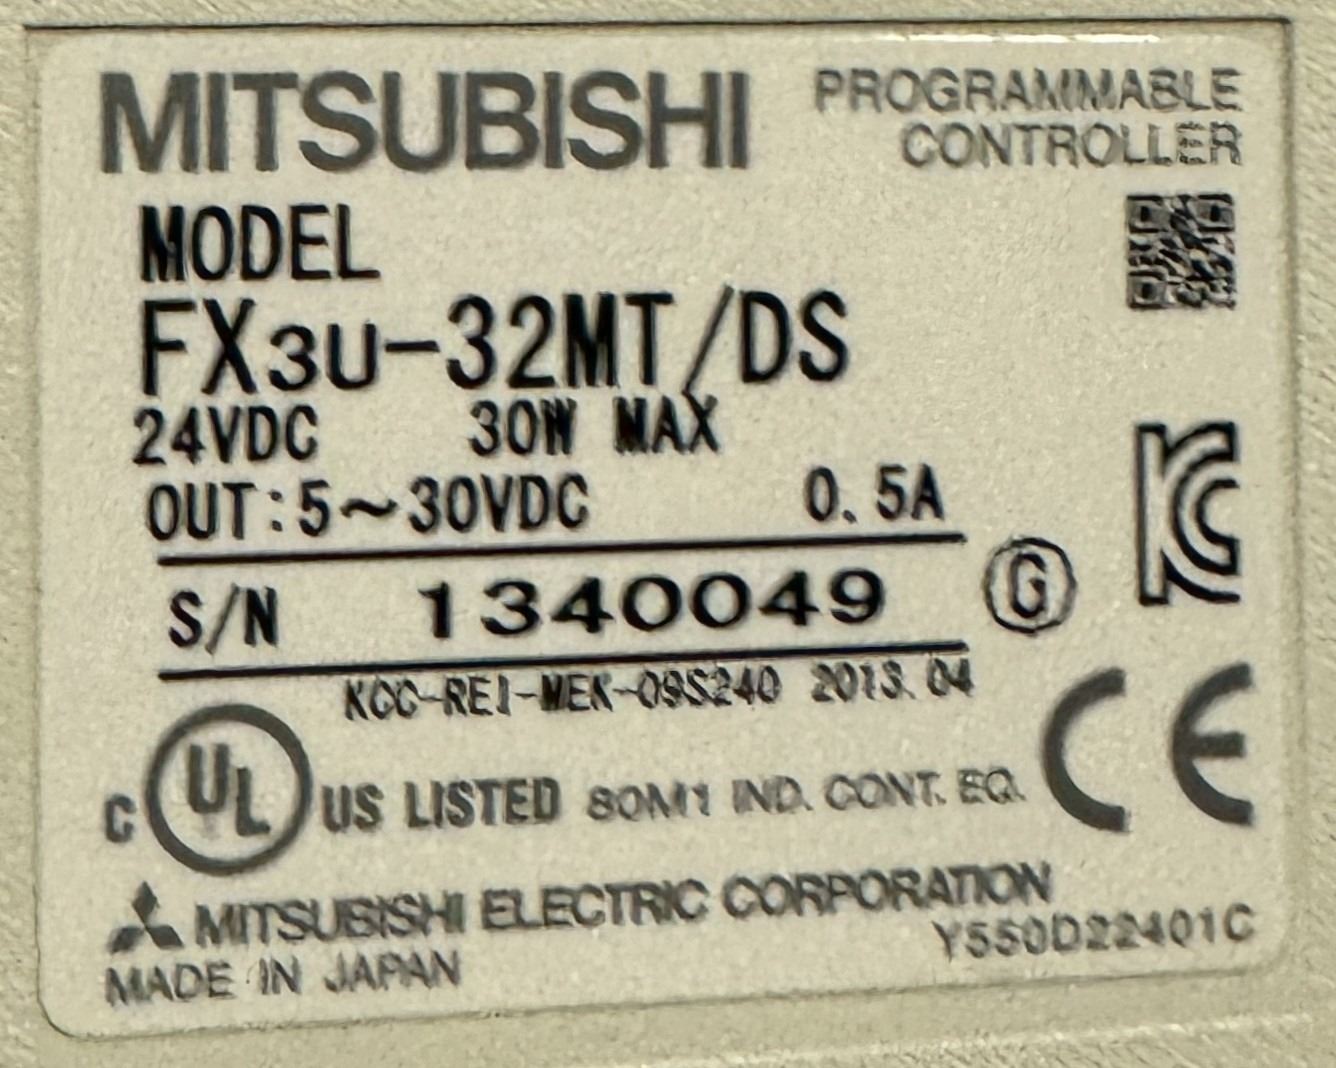 MITSUBISHI
PROGRAMMABLE
CONTROLLER
MODEL
FX3U-32MT/DS
24VDC 30W MAX
OUT:5~30VDC 0.5A
S/N 1340049
G
KCC-REI-MEK-09S240 2013.04
C UL US LISTED 80M1 IND. CONT. EQ.
CE
MITSUBISHI ELECTRIC CORPORATION
Y550D22401C
MADE IN JAPAN